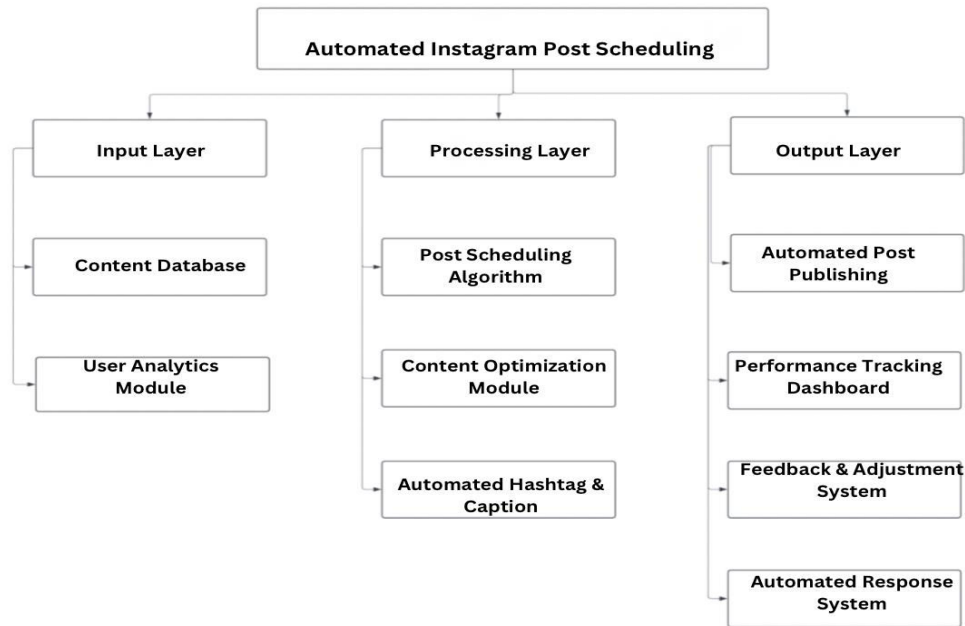 Automated Instagram Post Scheduling
Input Layer
Processing Layer
Output Layer
Content Database
Post Scheduling
Algorithm
Automated Post
Publishing
User Analytics
Module
Content Optimization
Module
Performance Tracking
Dashboard
Automated Hashtag &
Caption
Feedback & Adjustment
System
Automated Response
System